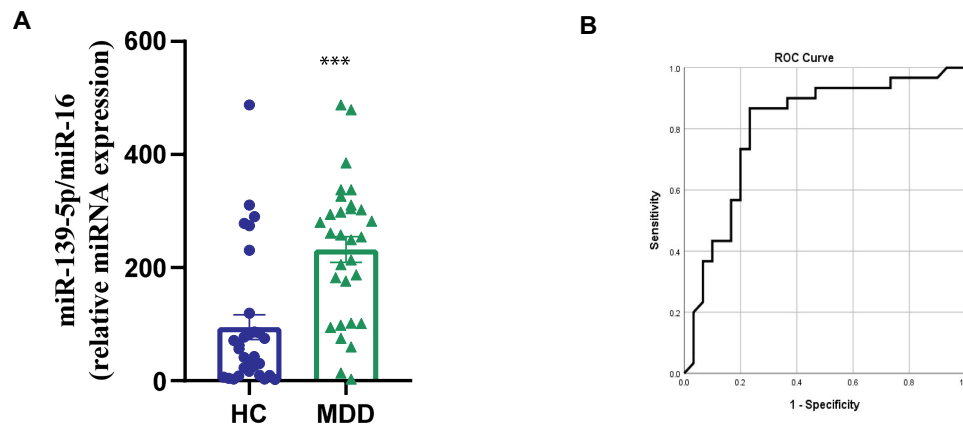 A
miR-139-5p/miR-16
(relative miRNA expression)
600
400
200
0
***
HC MDD
B
ROC Curve
Sensitivity
1.0
0.8
0.6
0.4
0.2
0.0
0.0 0.2 0.4 0.6 0.8 1
1 - Specificity